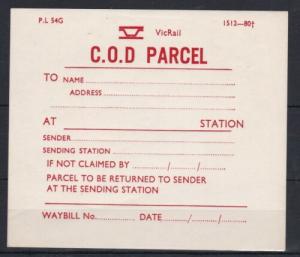 P.L 54G 1512—80†
VicRail
C.O.D PARCEL
TO NAME
ADDRESS
AT STATION
SENDER
SENDING STATION
IF NOT CLAIMED BY / /
PARCEL TO BE RETURNED TO SENDER
AT THE SENDING STATION
WAYBILL No. DATE / /